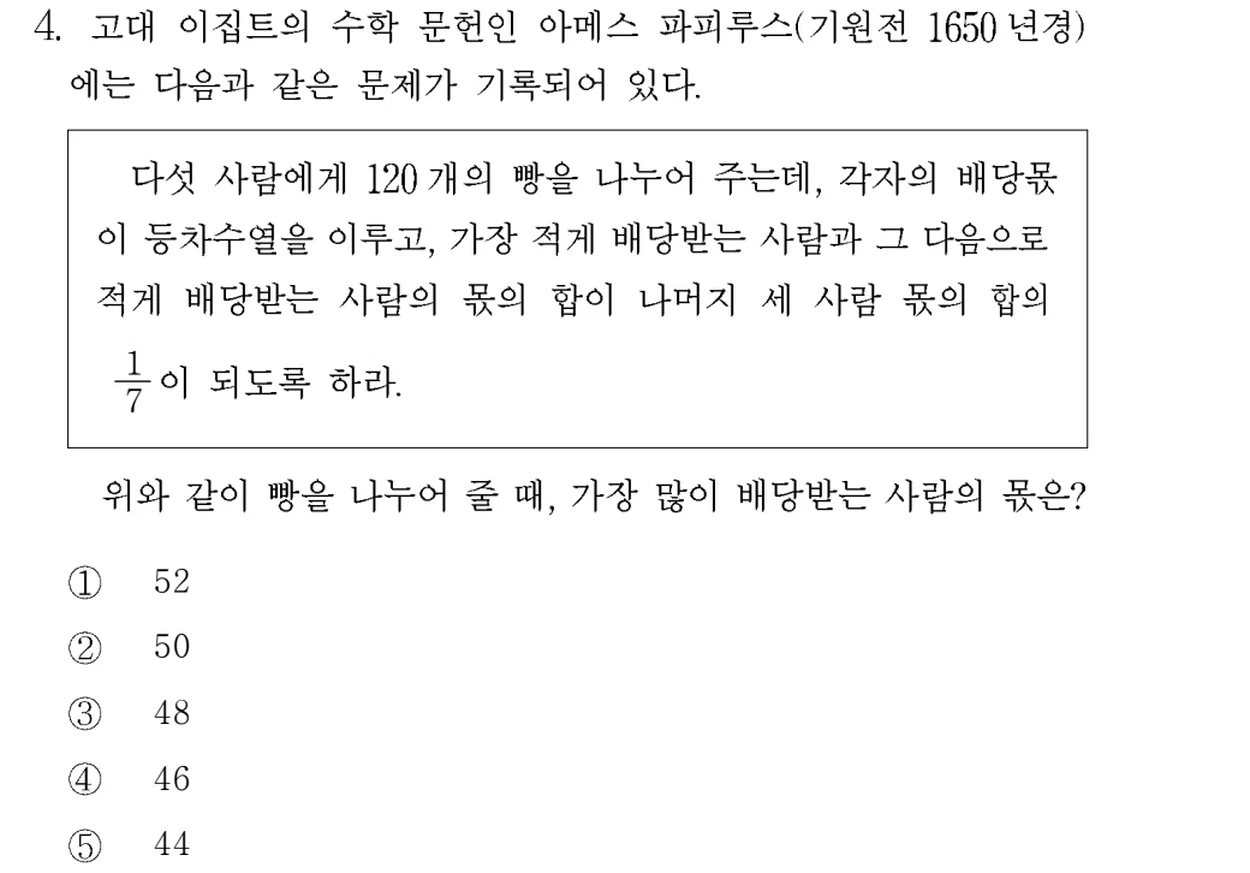 4. 고대 이집트의 수학 문헌인 아메스 파피루스(기원전 1650년경)
에는 다음과 같은 문제가 기록되어 있다.
다섯 사람에게 120개의 빵을 나누어 주는데, 각자의 배당몫
이 등차수열을 이루고, 가장 적게 배당받는 사람과 그 다음으로
적게 배당받는 사람의 몫의 합이 나머지 세 사람 몫의 합의
1/7이 되도록 하라.
위와 같이 빵을 나누어 줄 때, 가장 많이 배당받는 사람의 몫은?
① 52
② 50
③ 48
④ 46
⑤ 44